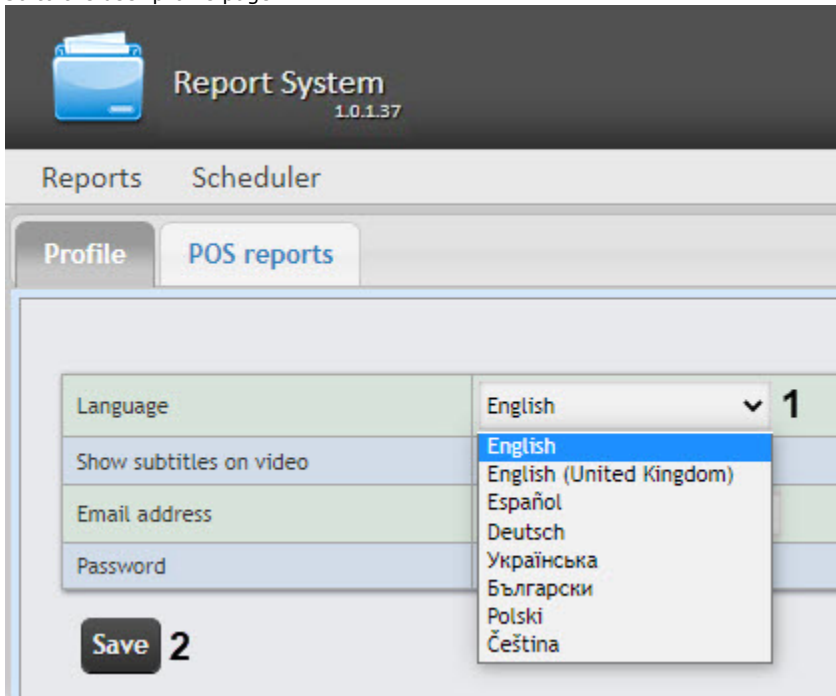 Report System
1.0.1.37
Reports Scheduler
Profile POS reports
Language English 1
English
Show subtitles on video
English (United Kingdom)
Español
Email address
Deutsch
Українська
Password
Български
Polski
Čeština
Save 2